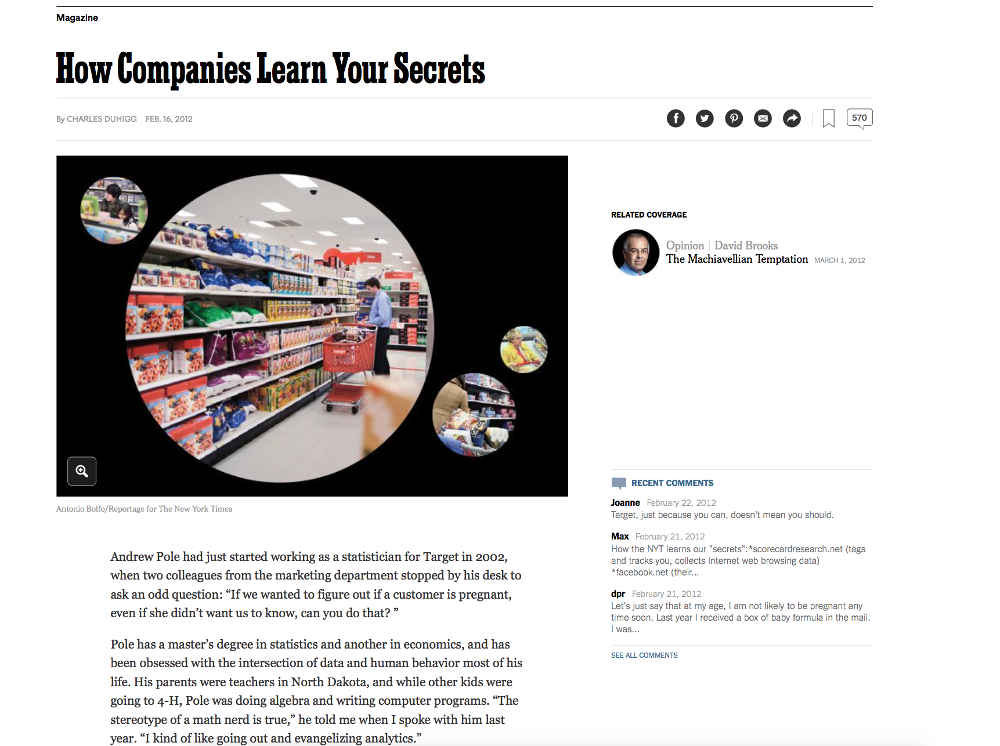 Magazine
How Companies Learn Your Secrets
By CHARLES DUHIGG FEB. 16, 2012
570
TARGET
Antonio Bolfo/Reportage for The New York Times
Andrew Pole had just started working as a statistician for Target in 2002,
when two colleagues from the marketing department stopped by his desk to
ask an odd question: “If we wanted to figure out if a customer is pregnant,
even if she didn’t want us to know, can you do that? ”
Pole has a master’s degree in statistics and another in economics, and has
been obsessed with the intersection of data and human behavior most of his
life. His parents were teachers in North Dakota, and while other kids were
going to 4-H, Pole was doing algebra and writing computer programs. “The
stereotype of a math nerd is true,” he told me when I spoke with him last
year. “I kind of like going out and evangelizing analytics.”
RELATED COVERAGE
Opinion | David Brooks
The Machiavellian Temptation MARCH 1, 2012
RECENT COMMENTS
Joanne February 22, 2012
Target, just because you can, doesn't mean you should.
Max February 21, 2012
How the NYT learns our "secrets":*scorecardresearch.net (tags
and tracks you, collects Internet web browsing data)
*facebook.net (their...
dpr February 21, 2012
Let's just say that at my age, I am not likely to be pregnant any
time soon. Last year I received a box of baby formula in the mail.
I was...
SEE ALL COMMENTS